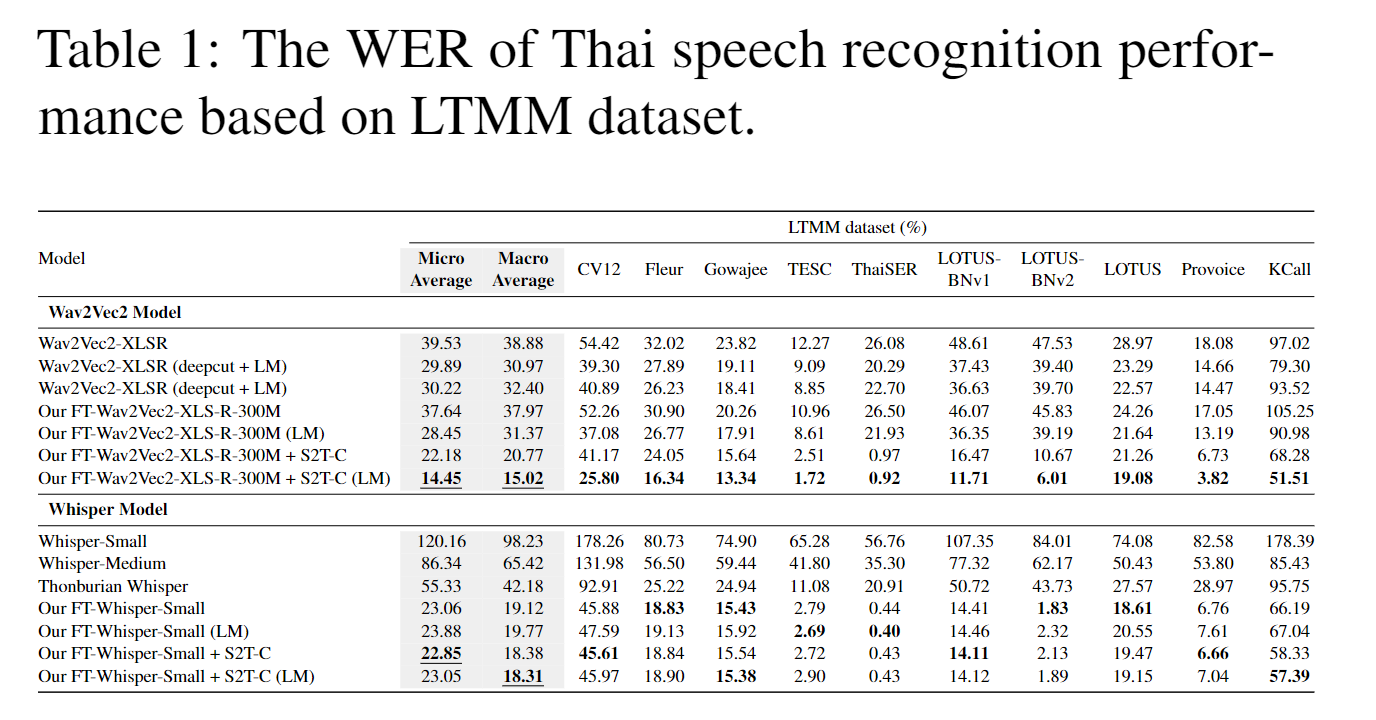 Table 1: The WER of Thai speech recognition perfor-
mance based on LTMM dataset.
LTMM dataset (%)
Model Micro Average Macro Average CV12 Fleur Gowajee TESC ThaiSER LOTUS-BNv1 LOTUS-BNv2 LOTUS Provoice KCall
Wav2Vec2 Model
Wav2Vec2-XLSR 39.53 38.88 54.42 32.02 23.82 12.27 26.08 48.61 47.53 28.97 18.08 97.02
Wav2Vec2-XLSR (deepcut + LM) 29.89 30.97 39.30 27.89 19.11 9.09 20.29 37.43 39.40 23.29 14.66 79.30
Wav2Vec2-XLSR (deepcut + LM) 30.22 32.40 40.89 26.23 18.41 8.85 22.70 36.63 39.70 22.57 14.47 93.52
Our FT-Wav2Vec2-XLS-R-300M 37.64 37.97 52.26 30.90 20.26 10.96 26.50 46.07 45.83 24.26 17.05 105.25
Our FT-Wav2Vec2-XLS-R-300M (LM) 28.45 31.37 37.08 26.77 17.91 8.61 21.93 36.35 39.19 21.64 13.19 90.98
Our FT-Wav2Vec2-XLS-R-300M + S2T-C 22.18 20.77 41.17 24.05 15.64 2.51 0.97 16.47 10.67 21.26 6.73 68.28
Our FT-Wav2Vec2-XLS-R-300M + S2T-C (LM) 14.45 15.02 25.80 16.34 13.34 1.72 0.92 11.71 6.01 19.08 3.82 51.51
Whisper Model
Whisper-Small 120.16 98.23 178.26 80.73 74.90 65.28 56.76 107.35 84.01 74.08 82.58 178.39
Whisper-Medium 86.34 65.42 131.98 56.50 59.44 41.80 35.30 77.32 62.17 50.43 53.80 85.43
Thonburian Whisper 55.33 42.18 92.91 25.22 24.94 11.08 20.91 50.72 43.73 27.57 28.97 95.75
Our FT-Whisper-Small 23.06 19.12 45.88 18.83 15.43 2.79 0.44 14.41 1.83 18.61 6.76 66.19
Our FT-Whisper-Small (LM) 23.88 19.77 47.59 19.13 15.92 2.69 0.40 14.46 2.32 20.55 7.61 67.04
Our FT-Whisper-Small + S2T-C 22.85 18.38 45.61 18.84 15.54 2.72 0.43 14.11 2.13 19.47 6.66 58.33
Our FT-Whisper-Small + S2T-C (LM) 23.05 18.31 45.97 18.90 15.38 2.90 0.43 14.12 1.89 19.15 7.04 57.39